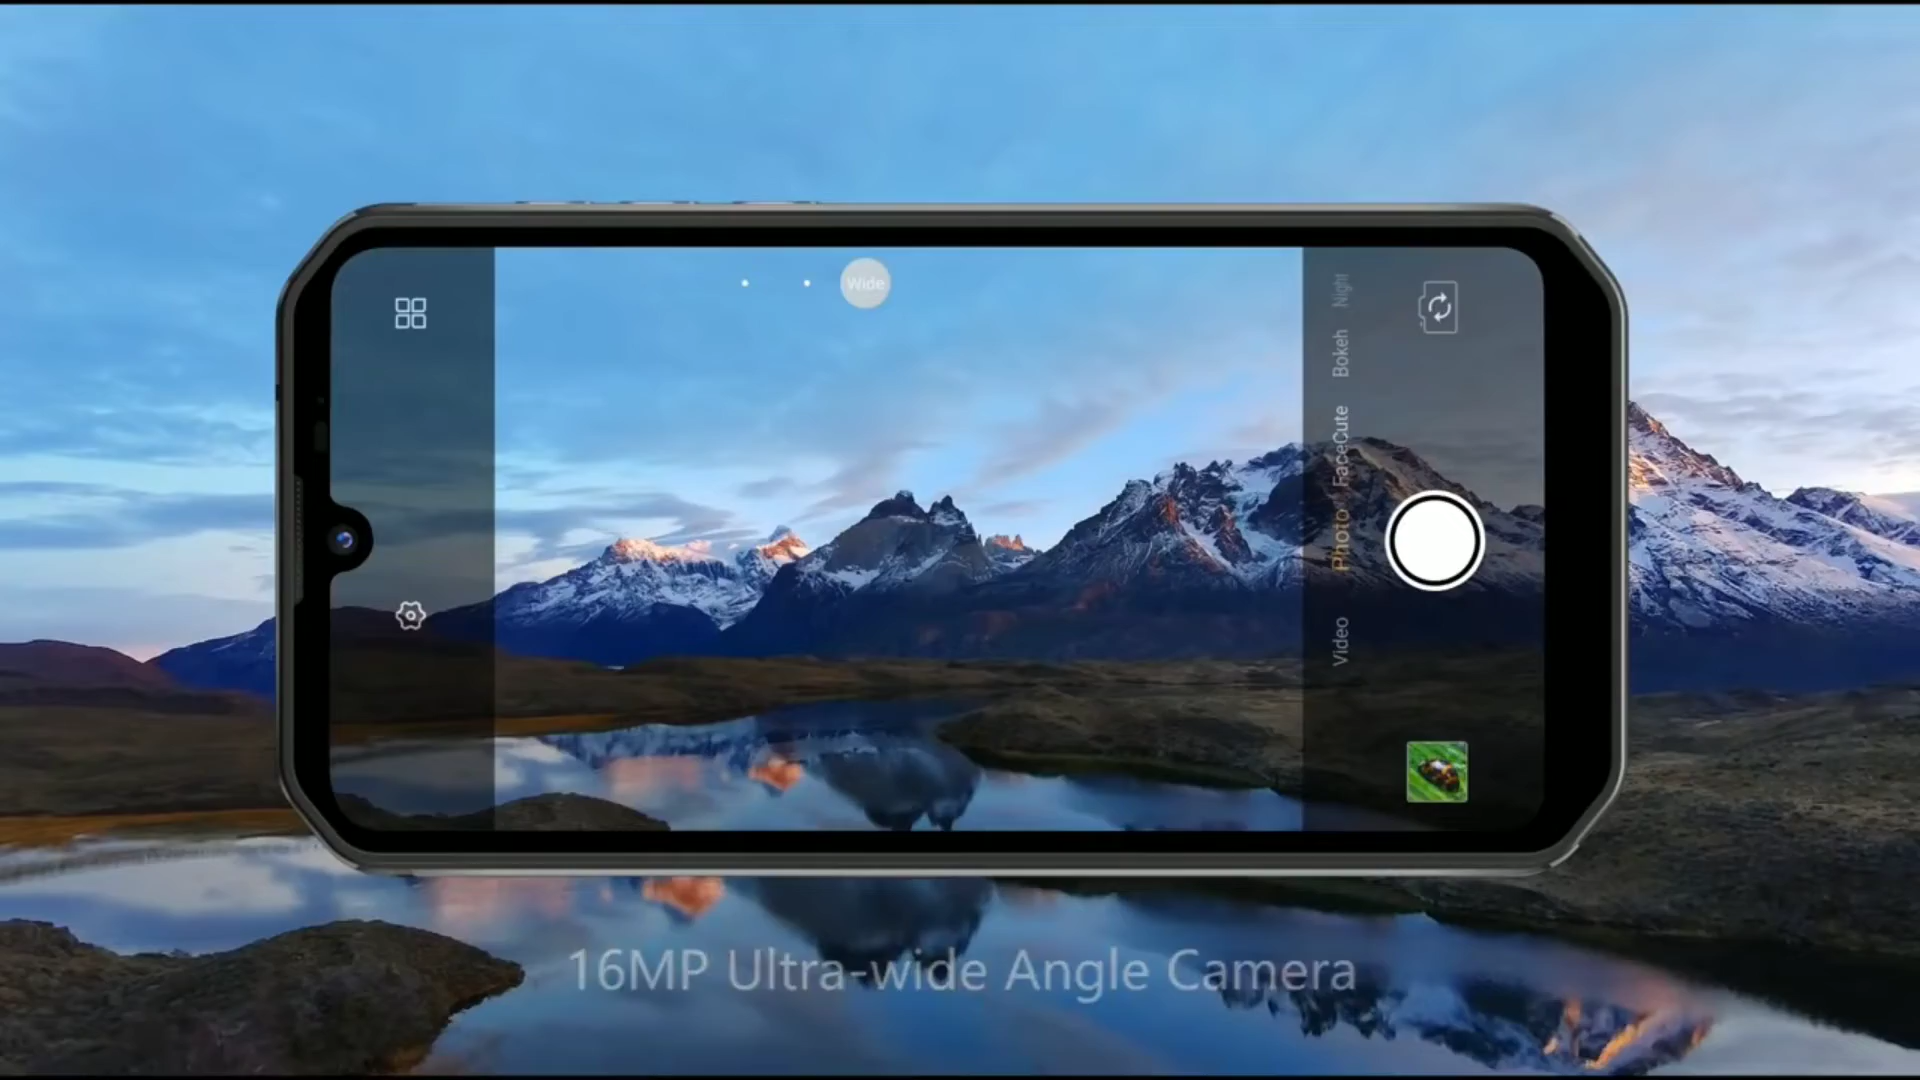 Wide
Night
Bokeh
FaceCute
Photo
Video
16MP Ultra-wide Angle Camera